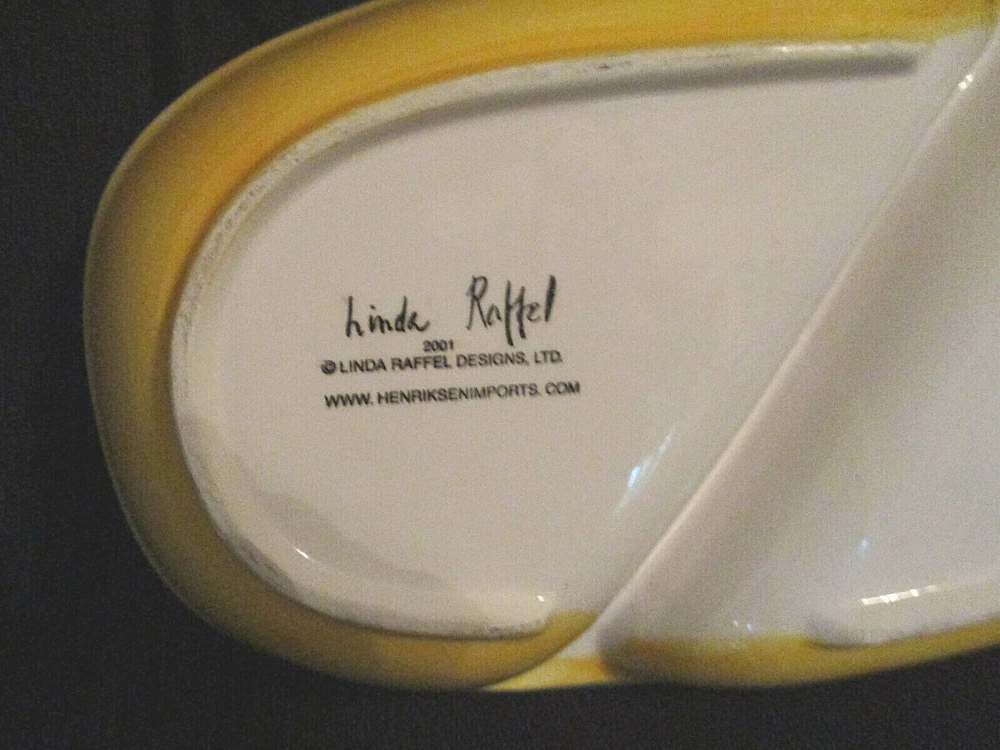 Linda Raffel
2001
© LINDA RAFFEL DESIGNS, LTD.
WWW. HENRIKSENIMPORTS. COM